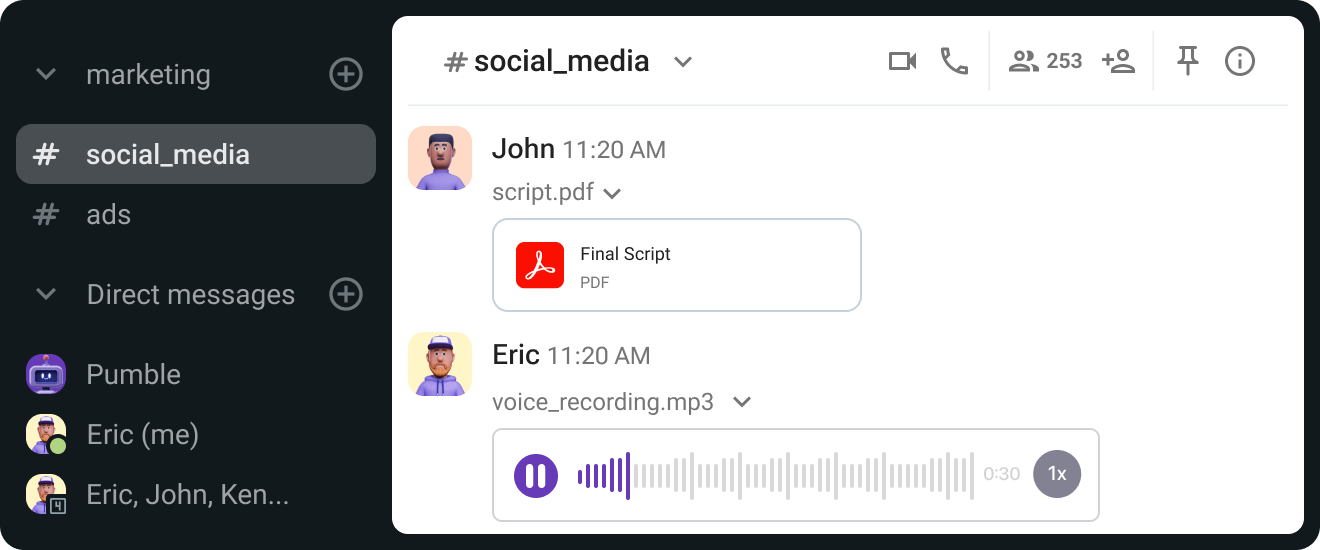 marketing
# social_media
# ads
Direct messages
Pumble
Eric (me)
4
Eric, John, Ken...
# social_media
253
John 11:20 AM
script.pdf
Final Script
PDF
Eric 11:20 AM
voice_recording.mp3
0:30
1x